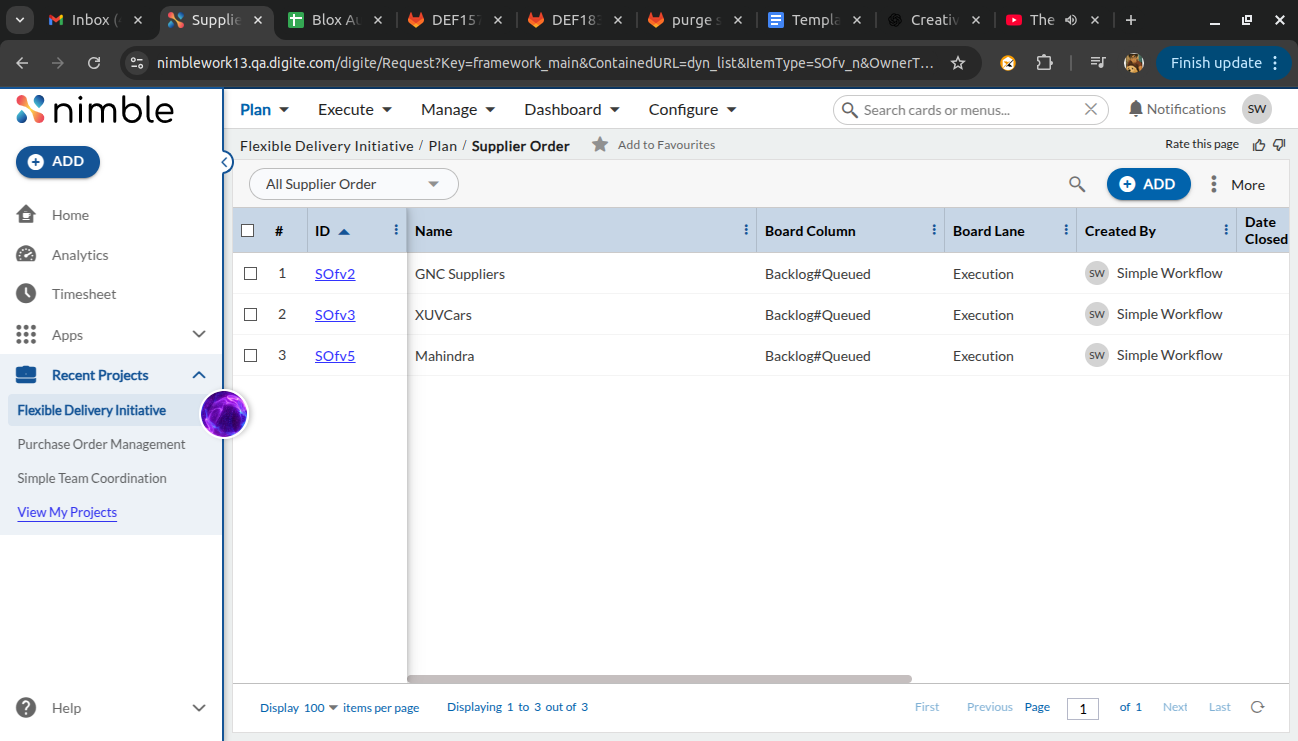 Inbox (
Supplie
Blox Au
DEF157
DEF183
purge s
Templa
Creativ
The
nimblework13.qa.digite.com/digite/Request?Key=framework_main&ContainedURL=dyn_list&ItemType=SOfv_n&OwnerT...
Finish update
nimble
Plan
Execute
Manage
Dashboard
Configure
Search cards or menus...
Notifications
SW
Flexible Delivery Initiative / Plan / Supplier Order
Add to Favourites
Rate this page
ADD
Home
Analytics
Timesheet
Apps
Recent Projects
Flexible Delivery Initiative
Purchase Order Management
Simple Team Coordination
View My Projects
Help
All Supplier Order
ADD
More
# ID Name Board Column Board Lane Created By Date Closed
1 SOfv2 GNC Suppliers Backlog#Queued Execution SW Simple Workflow
2 SOfv3 XUVCars Backlog#Queued Execution SW Simple Workflow
3 SOfv5 Mahindra Backlog#Queued Execution SW Simple Workflow
Display 100 items per page
Displaying 1 to 3 out of 3
First Previous Page 1 of 1 Next Last